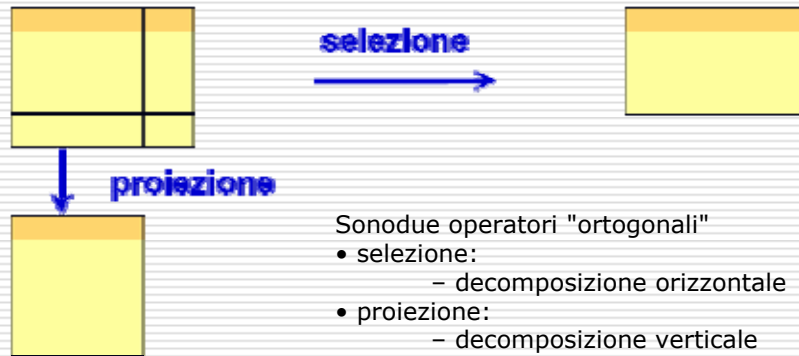 selezione
proiezione
Sonodue operatori "ortogonali"
• selezione:
– decomposizione orizzontale
• proiezione:
– decomposizione verticale